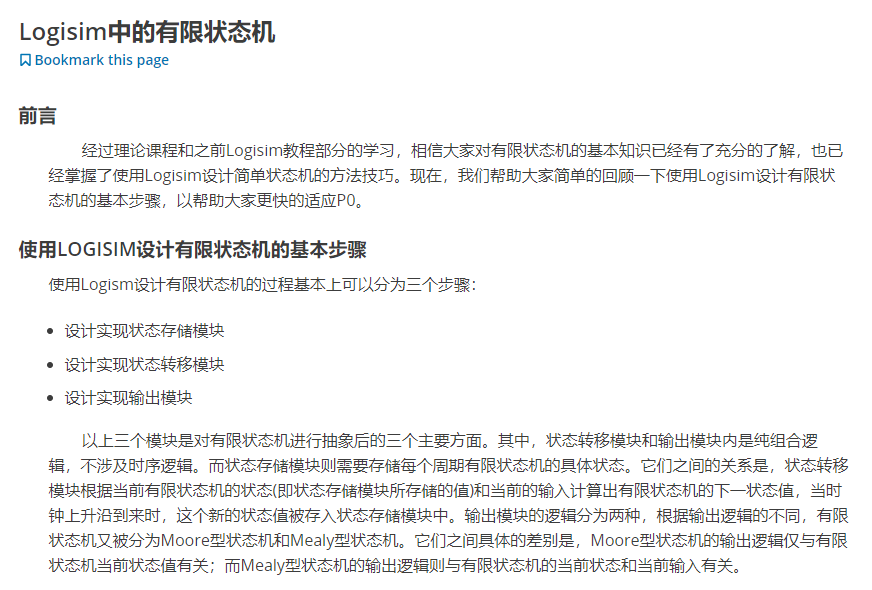 Logisim中的有限状态机
Bookmark this page
前言
经过理论课程和之前Logisim教程部分的学习，相信大家对有限状态机的基本知识已经有了充分的了解，也已
经掌握了使用Logisim设计简单状态机的方法技巧。现在，我们帮助大家简单的回顾一下使用Logisim设计有限状
态机的基本步骤，以帮助大家更快的适应P0。
使用LOGISIM设计有限状态机的基本步骤
使用Logism设计有限状态机的过程基本上可以分为三个步骤：
• 设计实现状态存储模块
• 设计实现状态转移模块
• 设计实现输出模块
以上三个模块是对有限状态机进行抽象后的三个主要方面。其中，状态转移模块和输出模块内是纯组合逻
辑，不涉及时序逻辑。而状态存储模块则需要存储每个周期有限状态机的具体状态。它们之间的关系是，状态转移
模块根据当前有限状态机的状态(即状态存储模块所存储的值)和当前的输入计算出有限状态机的下一状态值，当时
钟上升沿到来时，这个新的状态值被存入状态存储模块中。输出模块的逻辑分为两种，根据输出逻辑的不同，有限
状态机又被分为Moore型状态机和Mealy型状态机。它们之间具体的差别是，Moore型状态机的输出逻辑仅与有限
状态机当前状态值有关；而Mealy型状态机的输出逻辑则与有限状态机的当前状态和当前输入有关。